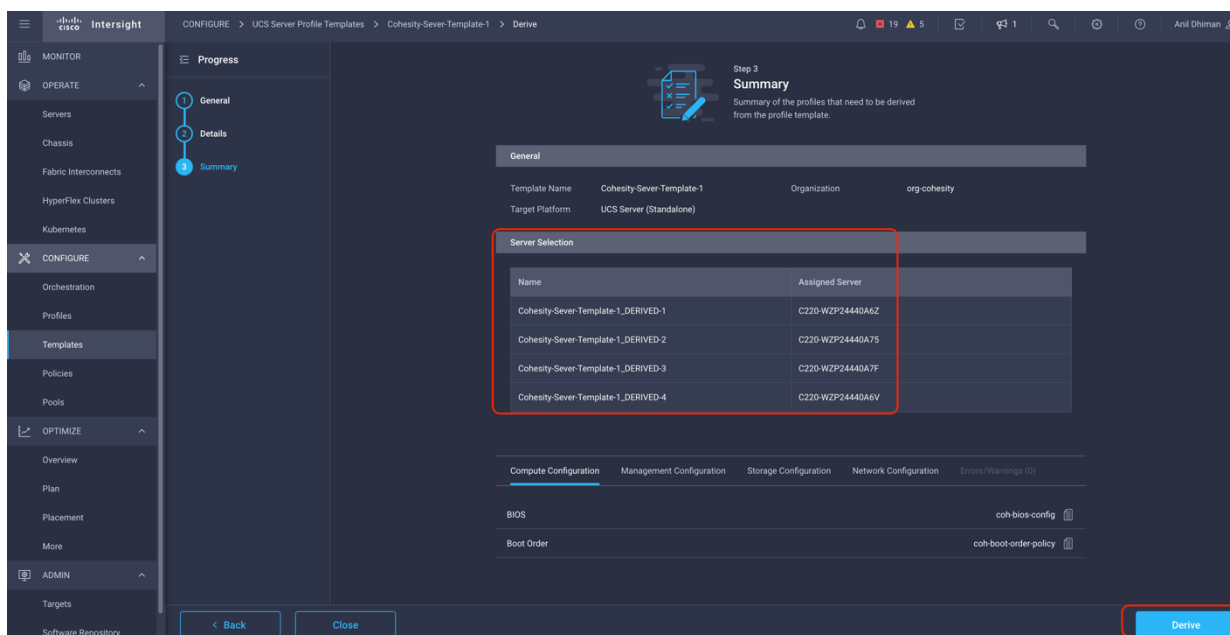 cisco Intersight
CONFIGURE > UCS Server Profile Templates > Cohesity-Sever-Template-1 > Derive
19 5
1
Anil Dhiman
MONITOR
OPERATE
Servers
Chassis
Fabric Interconnects
HyperFlex Clusters
Kubernetes
CONFIGURE
Orchestration
Profiles
Templates
Policies
Pools
OPTIMIZE
Overview
Plan
Placement
More
ADMIN
Targets
Software Repository
Progress
1 General
2 Details
3 Summary
Step 3
Summary
Summary of the profiles that need to be derived
from the profile template.
General
Template Name Cohesity-Sever-Template-1 Organization org-cohesity
Target Platform UCS Server (Standalone)
Server Selection
Name Assigned Server
Cohesity-Sever-Template-1_DERIVED-1 C220-WZP24440A6Z
Cohesity-Sever-Template-1_DERIVED-2 C220-WZP24440A75
Cohesity-Sever-Template-1_DERIVED-3 C220-WZP24440A7F
Cohesity-Sever-Template-1_DERIVED-4 C220-WZP24440A6V
Compute Configuration Management Configuration Storage Configuration Network Configuration Errors/Warnings (0)
BIOS coh-bios-config
Boot Order coh-boot-order-policy
< Back Close Derive